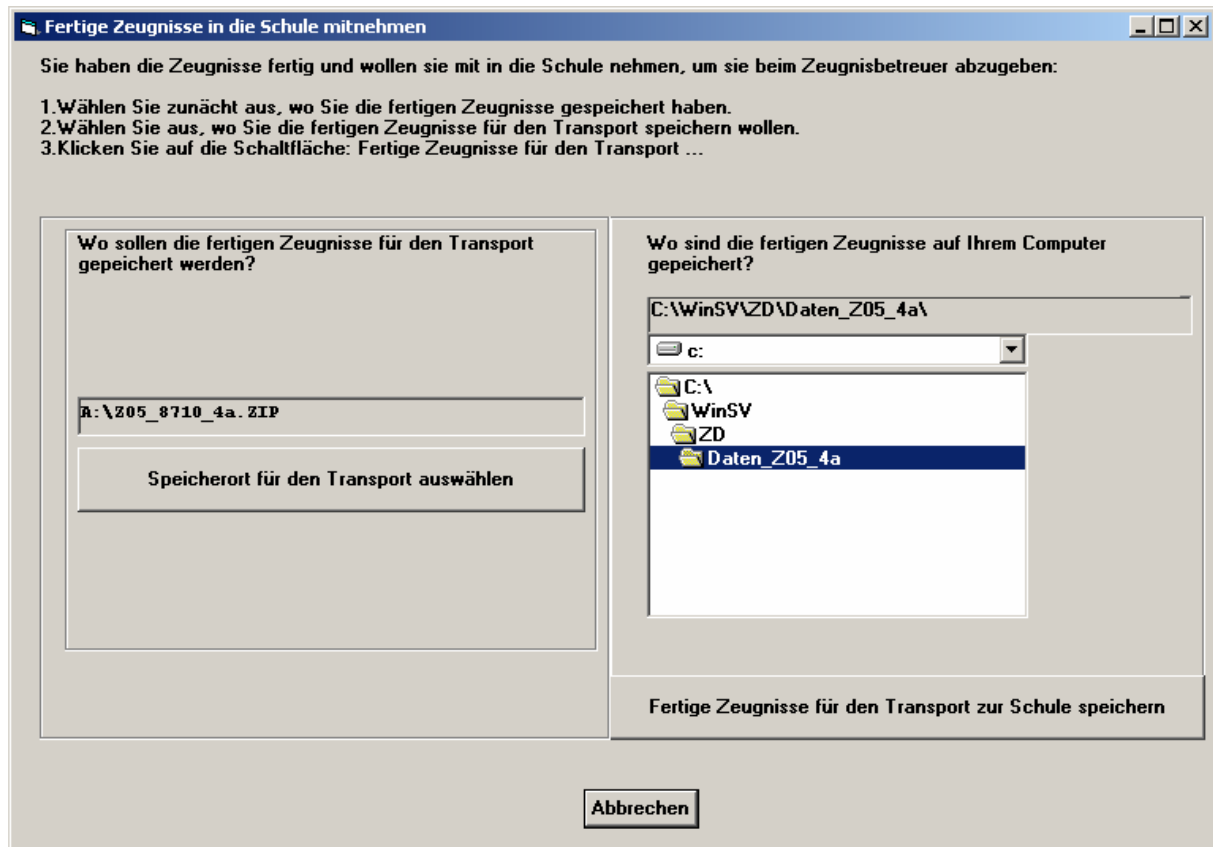 Fertige Zeugnisse in die Schule mitnehmen
Sie haben die Zeugnisse fertig und wollen sie mit in die Schule nehmen, um sie beim Zeugnisbetreuer abzugeben:
1.Wählen Sie zunächt aus, wo Sie die fertigen Zeugnisse gespeichert haben.
2.Wählen Sie aus, wo Sie die fertigen Zeugnisse für den Transport speichern wollen.
3.Klicken Sie auf die Schaltfläche: Fertige Zeugnisse für den Transport ...
Wo sollen die fertigen Zeugnisse für den Transport
gepeichert werden?
A:\Z05_8710_4a.ZIP
Speicherort für den Transport auswählen
Wo sind die fertigen Zeugnisse auf Ihrem Computer
gepeichert?
C:\WinSV\ZD\Daten_Z05_4a\
c:
C:\
WinSV
ZD
Daten_Z05_4a
Fertige Zeugnisse für den Transport zur Schule speichern
Abbrechen